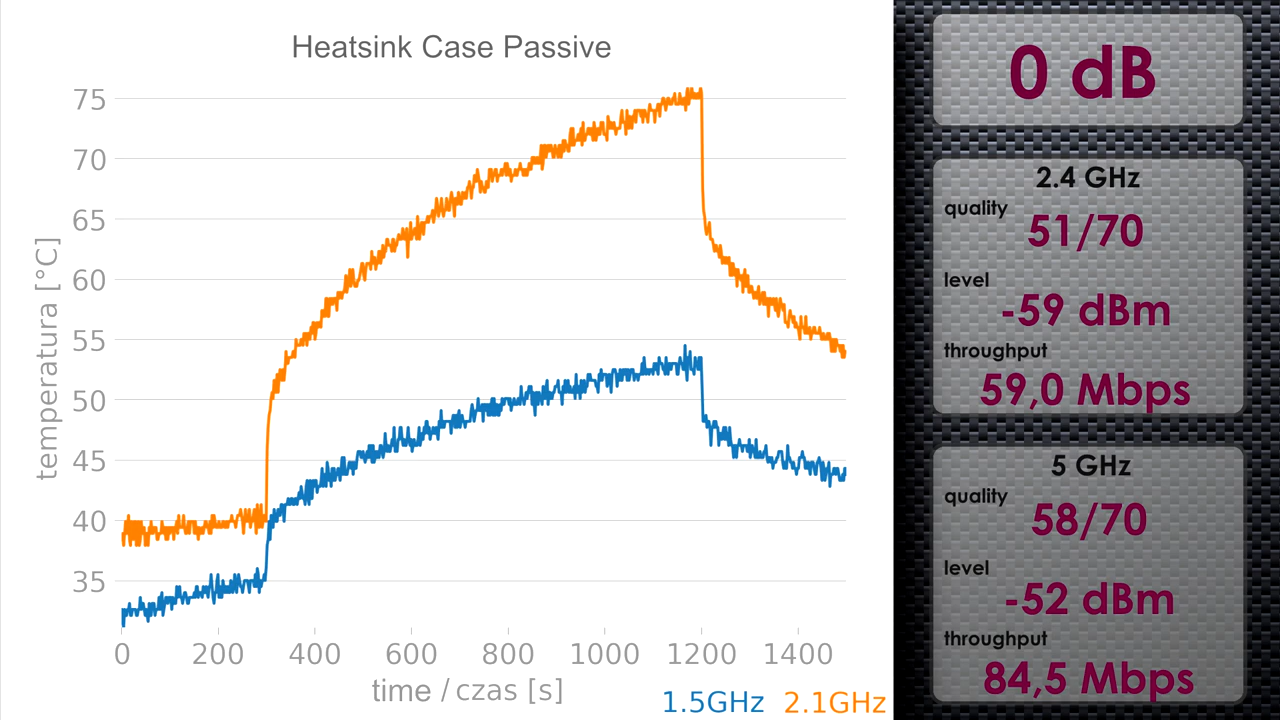 Heatsink Case Passive
75
70
65
60
55
50
45
40
35
temperatura [°C]
0 200 400 600 800 1000 1200 1400
time / czas [s]
1.5GHz 2.1GHz
0 dB
2.4 GHz
quality
51/70
level
-59 dBm
throughput
59,0 Mbps
5 GHz
quality
58/70
level
-52 dBm
throughput
84,5 Mbps